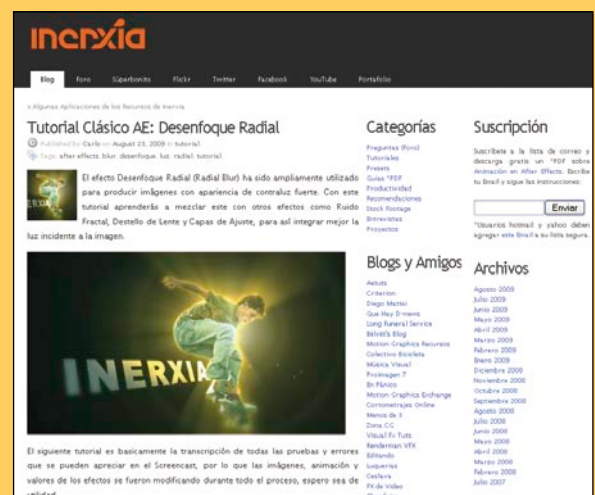 INERXIA
Blog Foro Súperbonito Flickr Twitter Facebook YouTube Portafolio
« Algunas Aplicaciones de los Recursos de Inerxia
Tutorial Clásico AE: Desenfoque Radial
Published by Carlo on August 23, 2009 in tutorial
Tags: after effects, blur, desenfoque, luz, radial, tutorial
El efecto Desenfoque Radial (Radial Blur) ha sido ampliamente utilizado
para producir imágenes con apariencia de contraluz fuerte. Con este
tutorial aprenderás a mezclar este con otros efectos como Ruido
Fractal, Destello de Lente y Capas de Ajuste, para así integrar mejor la
luz incidente a la imagen.
INERXIA
El siguiente tutorial es basicamente la transcripción de todas las pruebas y errores
que se pueden apreciar en el Screencast, por lo que las imágenes, animación y
valores de los efectos se fueron modificando durante todo el proceso, espero sea de
utilidad
Categorías
Preguntas (Foro)
Tutoriales
Presets
Guías *PDF
Productividad
Recomendaciones
Stock Footage
Entrevistas
Proyectos
Blogs y Amigos
Aetuts
Criterion
Diego Mattei
Que Hay D-nuevo
Long Funeral Service
Motion Graphics Recursos
Colectivo Bicicleta
Música Visual
Proimagen 7
En Pánico
Motion Graphics Exchange
Cortometrajes Online
Menos de 3
Zona CG
Visual Fx Tuts
Renderman VFX
Editando
Luquerias
FX de Video
Suscripción
Suscríbete a la lista de correo y
descarga gratis un *PDF sobre
Animación en After Effects. Escribe
tu Email y sigue las instrucciones:
Enviar
*Usuarios hotmail y yahoo deben
agregar este Email a su lista segura.
Archivos
Agosto 2009
Julio 2009
Junio 2009
Mayo 2009
Abril 2009
Marzo 2009
Febrero 2009
Enero 2009
Diciembre 2008
Noviembre 2008
Octubre 2008
Septiembre 2008
Agosto 2008
Julio 2008
Junio 2008
Mayo 2008
Abril 2008
Marzo 2008
Febrero 2008
Julio 2007